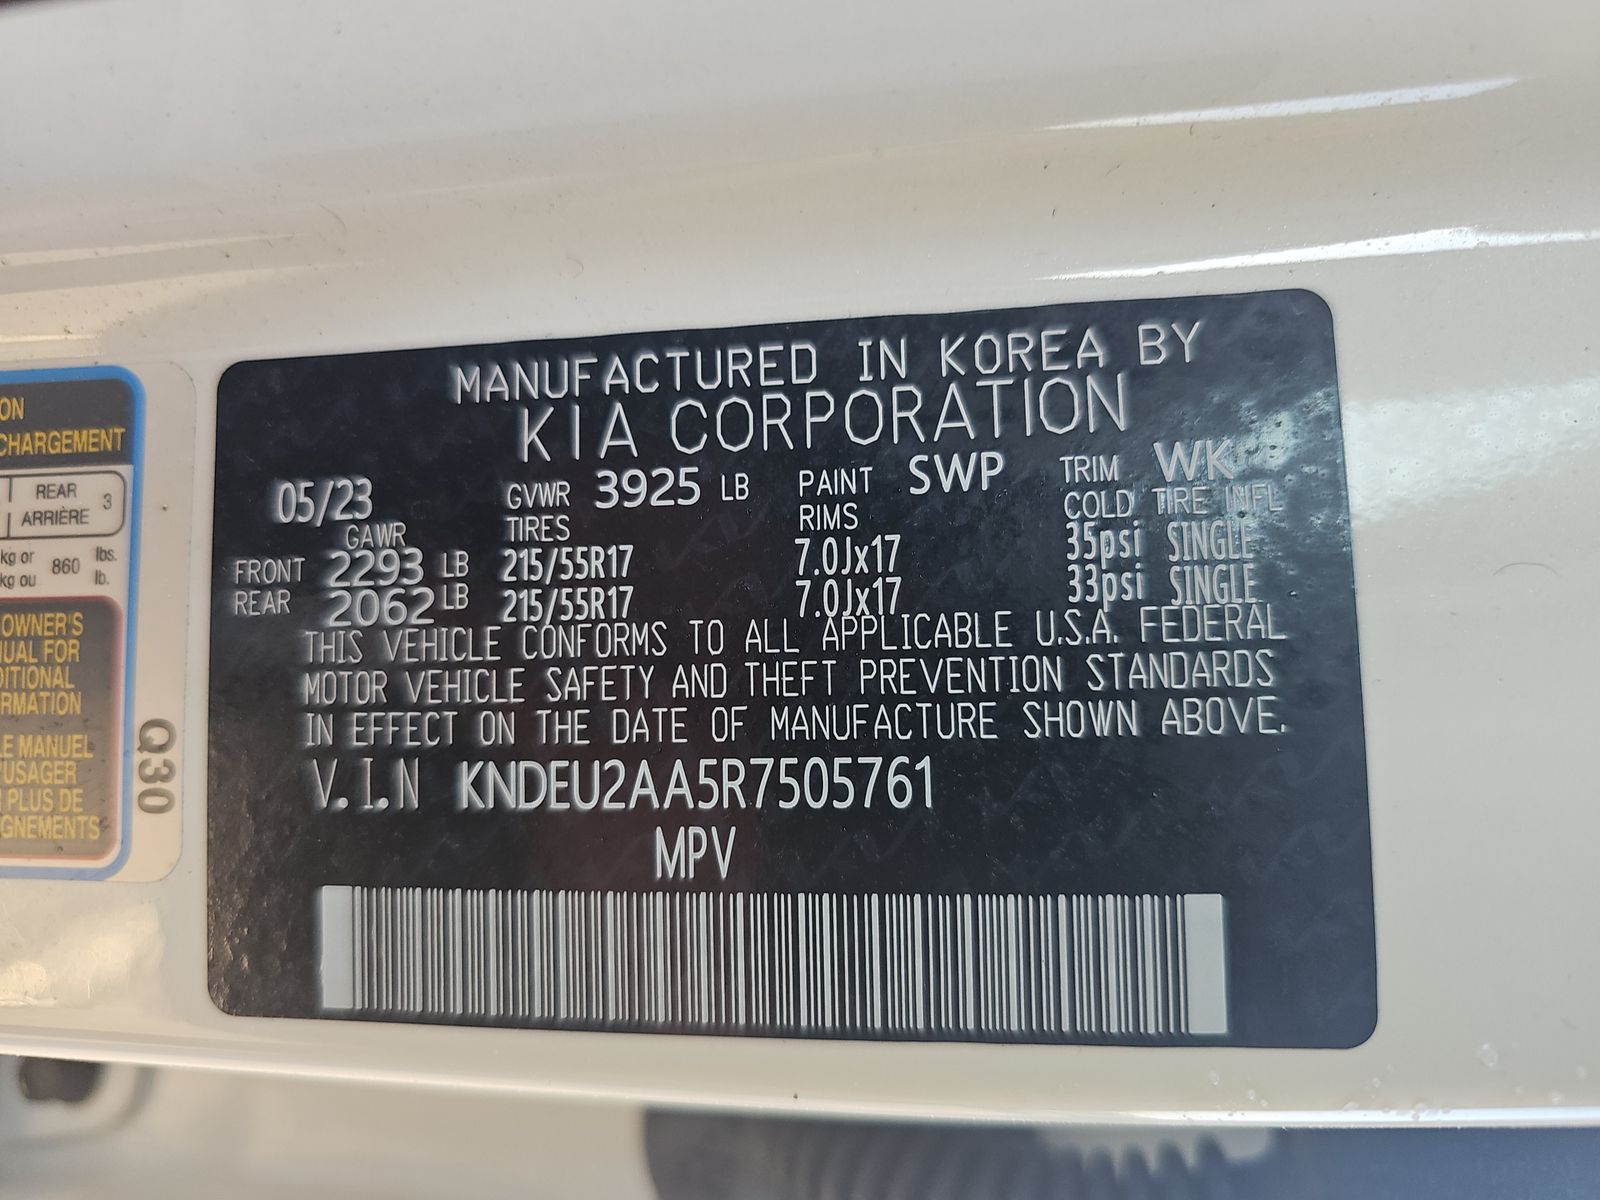 ON
CHARGEMENT
REAR
ARRIÈRE 3
kg or 860 lbs.
kg ou lb.
OWNER'S
UAL FOR
DITIONAL
RMATION
LE MANUEL
'USAGER
PLUS DE
GNEMENTS
Q30
MANUFACTURED IN KOREA BY
KIA CORPORATION
05/23 GVWR 3925 LB PAINT SWP TRIM WK
GAWR TIRES RIMS COLD TIRE INFL
FRONT 2293 LB 215/55R17 7.0Jx17 35psi SINGLE
REAR 2062 LB 215/55R17 7.0Jx17 33psi SINGLE
THIS VEHICLE CONFORMS TO ALL APPLICABLE U.S.A. FEDERAL
MOTOR VEHICLE SAFETY AND THEFT PREVENTION STANDARDS
IN EFFECT ON THE DATE OF MANUFACTURE SHOWN ABOVE.
V.I.N KNDEU2AA5R7505761
MPV